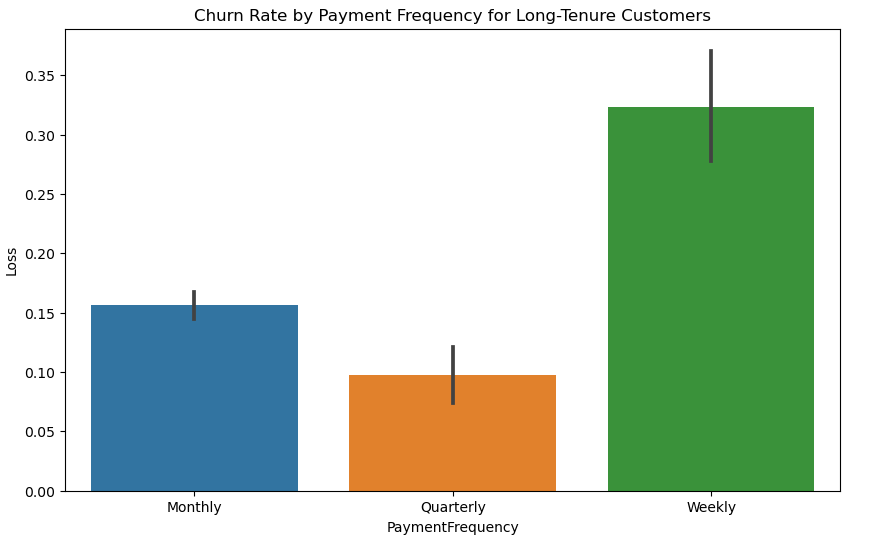 Churn Rate by Payment Frequency for Long-Tenure Customers
0.35
0.30
0.25
0.20
0.15
0.10
0.05
0.00
Loss
Monthly
Quarterly
Weekly
PaymentFrequency